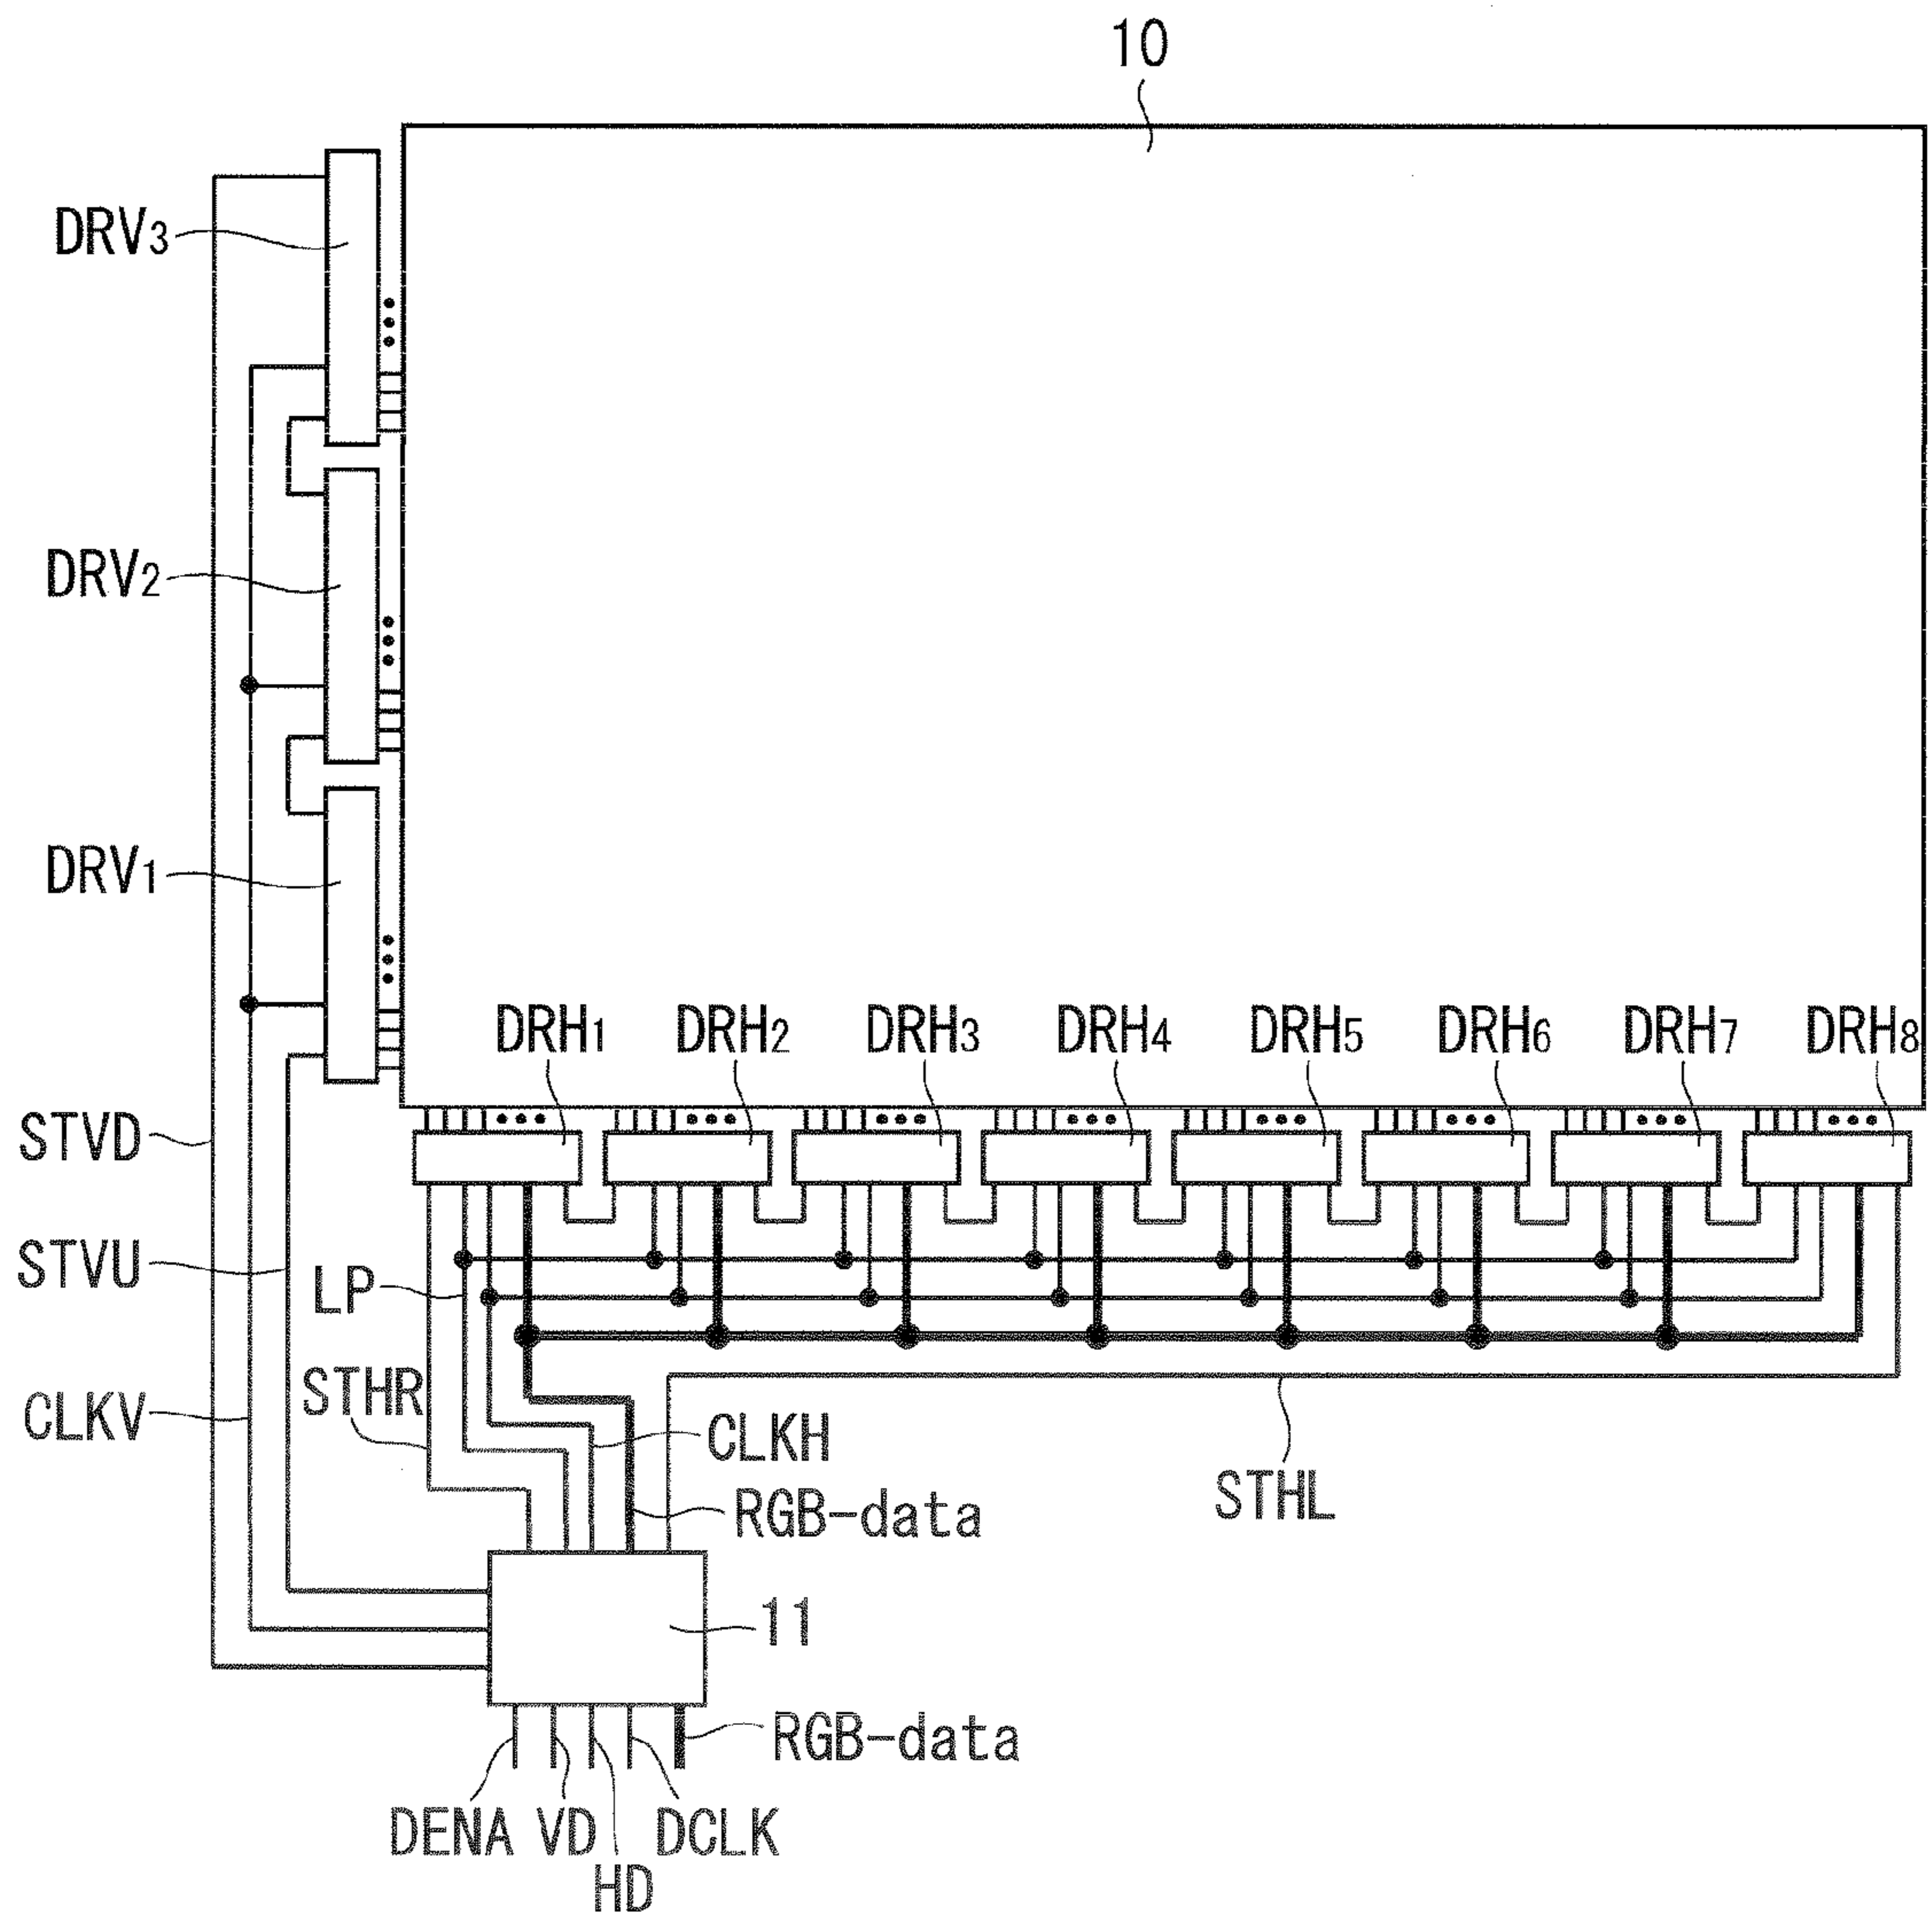 10
DRV3
DRV2
DRV1
DRH1 DRH2 DRH3 DRH4 DRH5 DRH6 DRH7 DRH8
STVD
STVU
LP
STHR
CLKV
CLKH
STHL
RGB-data
11
RGB-data
DENA VD DCLK
HD